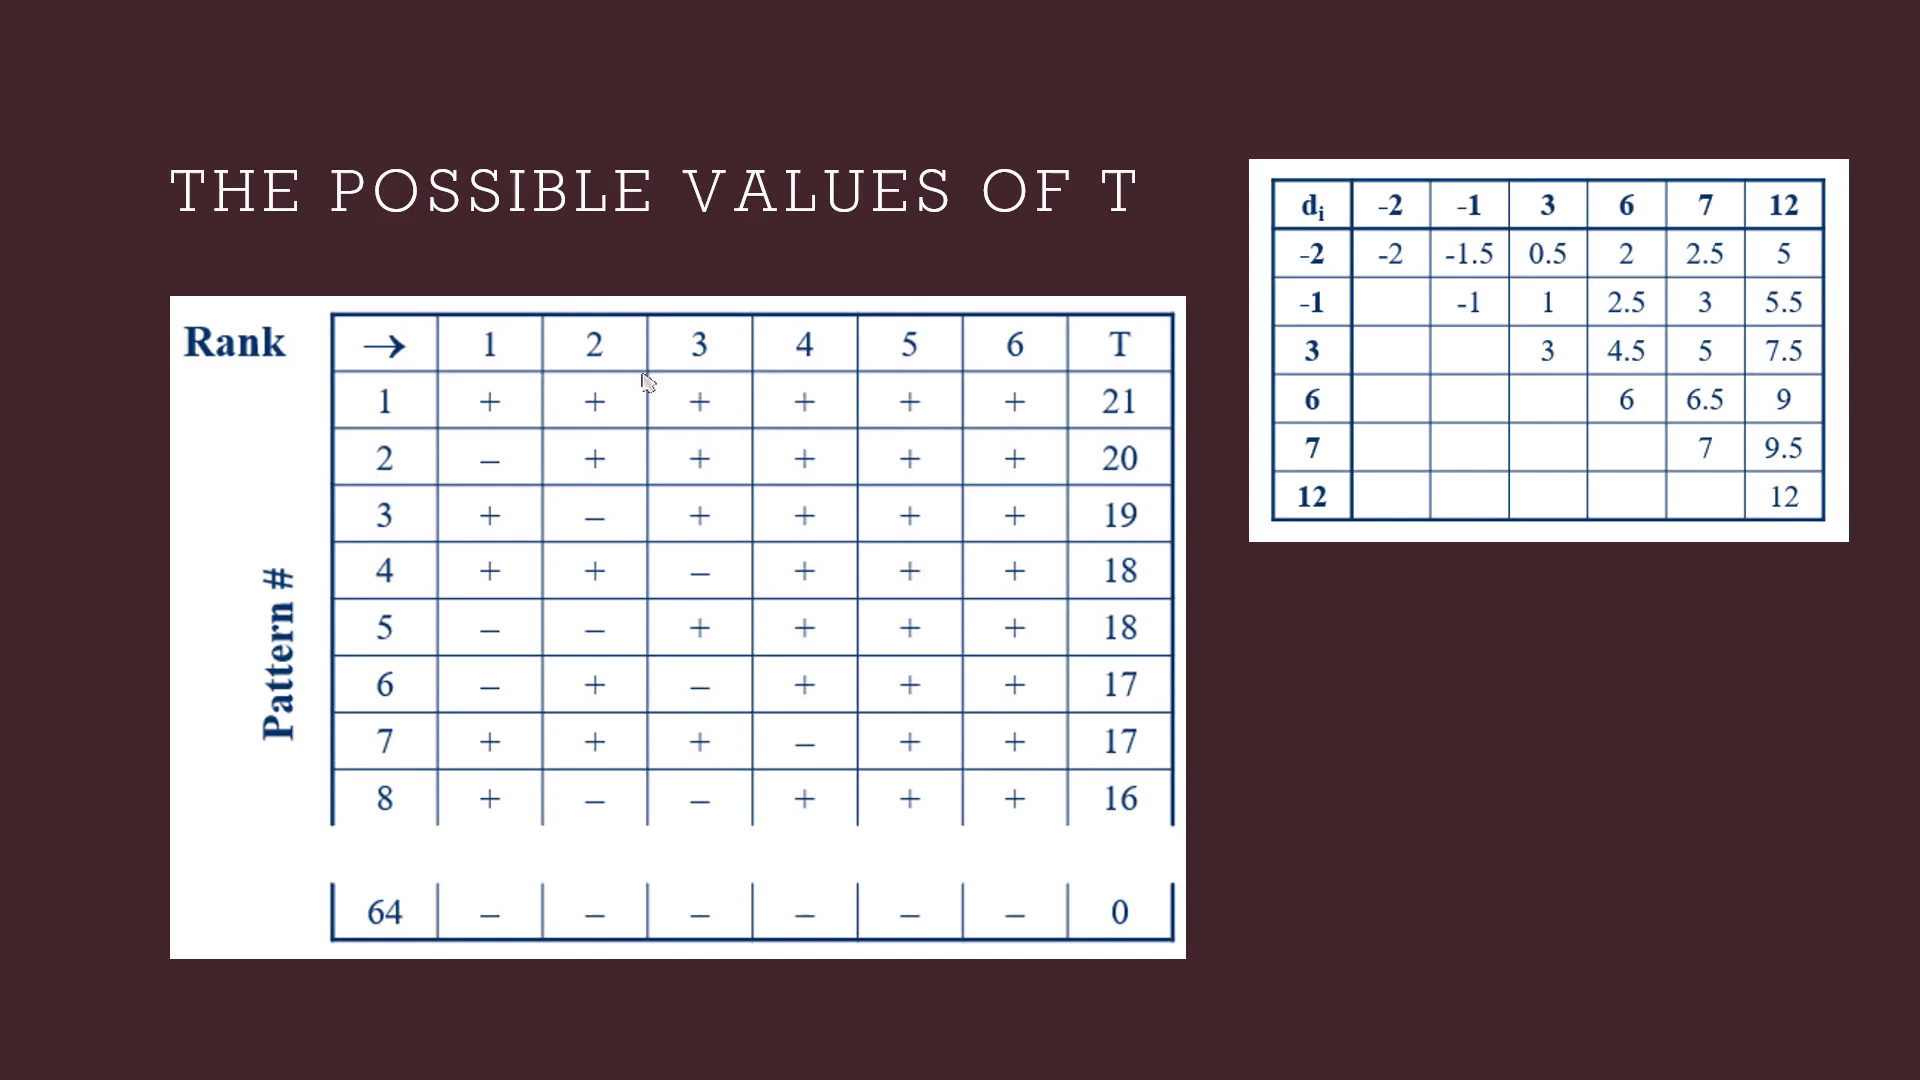 THE POSSIBLE VALUES OF T
Rank → 1 2 3 4 5 6 T
Pattern #
1 + + + + + + 21
2 – + + + + + 20
3 + – + + + + 19
4 + + – + + + 18
5 – – + + + + 18
6 – + – + + + 17
7 + + + – + + 17
8 + – – + + + 16
64 – – – – – – 0
di -2 -1 3 6 7 12
-2 -2 -1.5 0.5 2 2.5 5
-1 -1 1 2.5 3 5.5
3 3 4.5 5 7.5
6 6 6.5 9
7 7 9.5
12 12